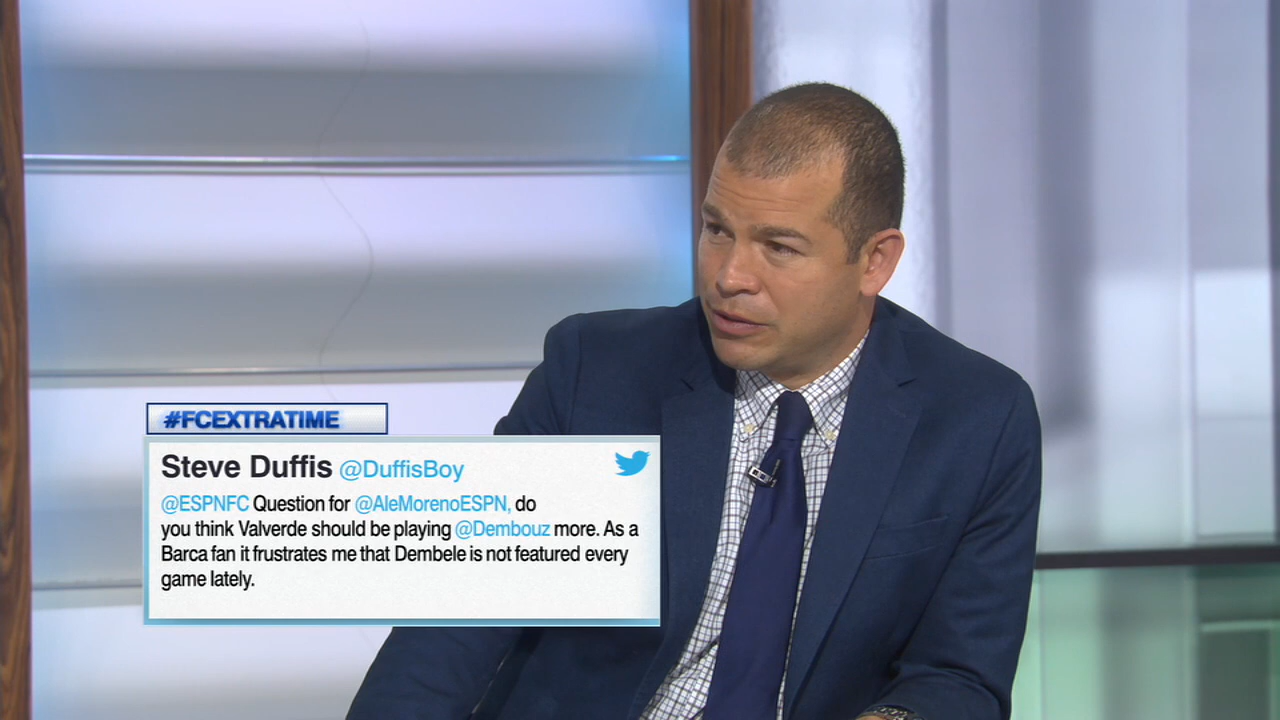 #FCEXTRATIME
Steve Duffis @DuffisBoy
@ESPNFC Question for @AleMorenoESPN, do
you think Valverde should be playing @Dembouz more. As a
Barca fan it frustrates me that Dembele is not featured every
game lately.